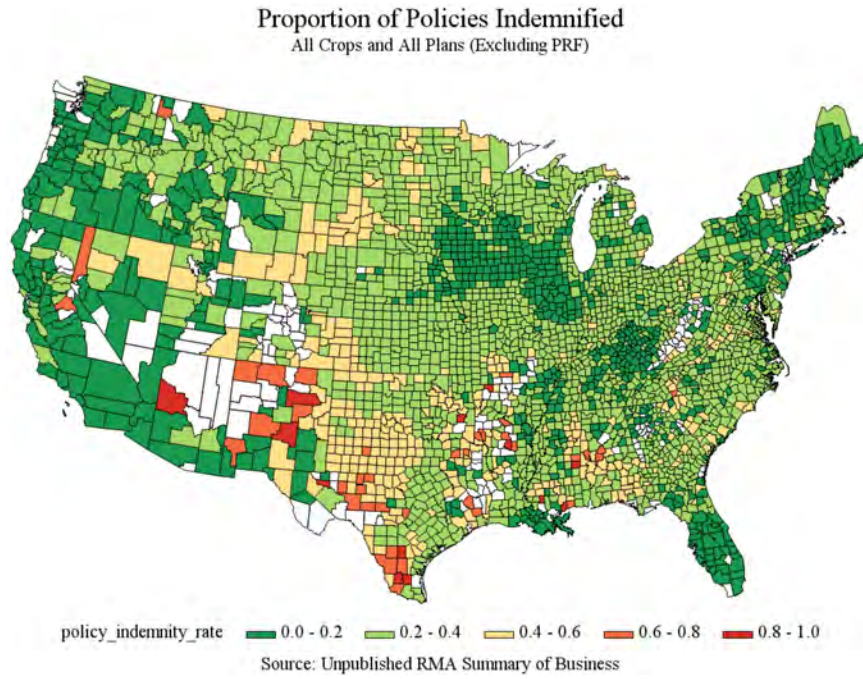 Proportion of Policies Indemnified
All Crops and All Plans (Excluding PRF)
policy_indemnity_rate 0.0 - 0.2 0.2 - 0.4 0.4 - 0.6 0.6 - 0.8 0.8 - 1.0
Source: Unpublished RMA Summary of Business